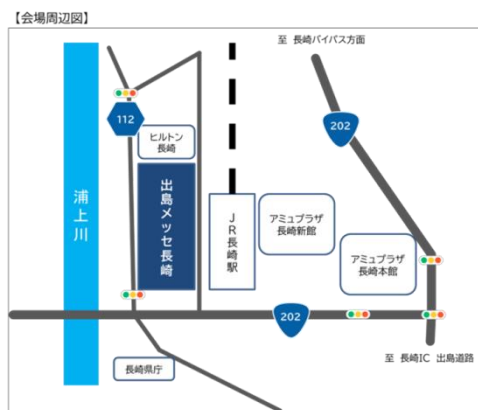 【会場周辺図】
至 長崎バイパス方面
112
202
ヒルトン
長崎
浦上川
出島メッセ長崎
JR長崎駅
アミュプラザ
長崎新館
アミュプラザ
長崎本館
202
至 長崎IC 出島道路
長崎県庁